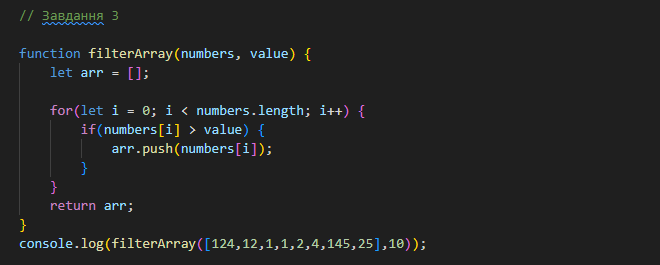 // Завдання 3
function filterArray(numbers, value) {
let arr = [];
for(let i = 0; i < numbers.length; i++) {
if(numbers[i] > value) {
arr.push(numbers[i]);
}
}
return arr;
}
console.log(filterArray([124,12,1,1,2,4,145,25],10));